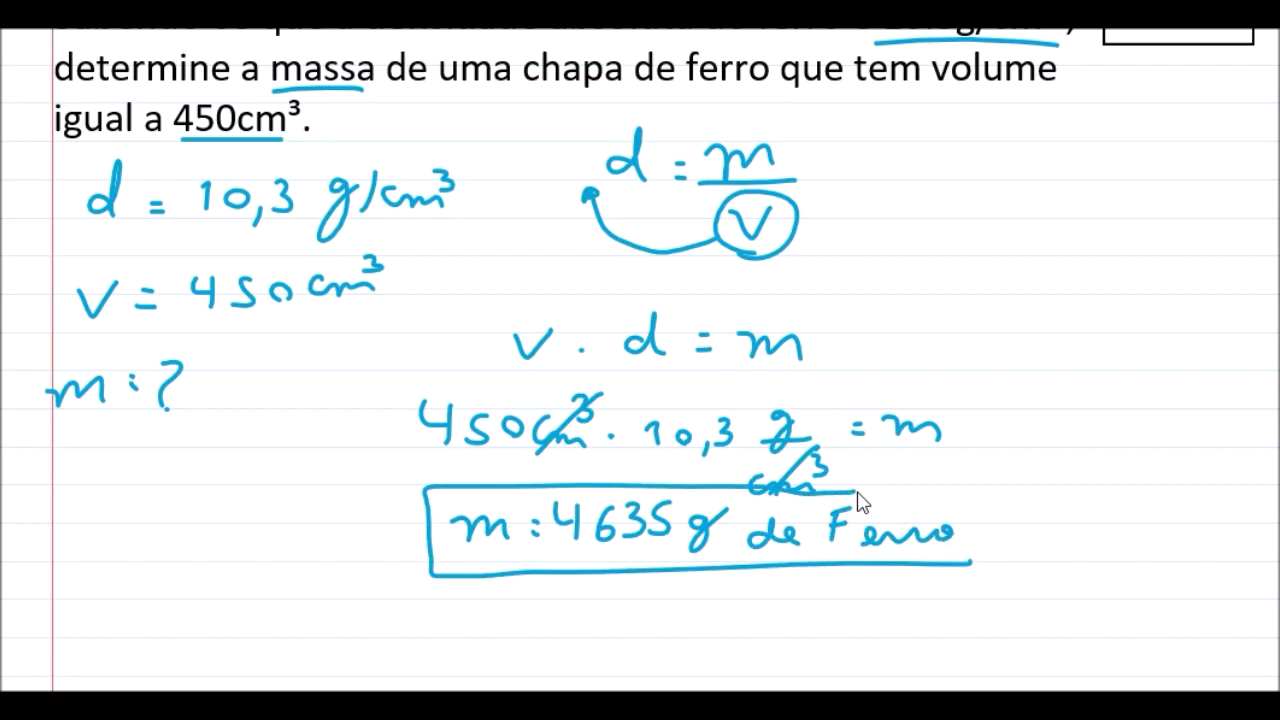 determine a massa de uma chapa de ferro que tem volume
igual a 450cm³.
d = 10,3 g/cm³
d = m
V
V = 450cm³
V . d = m
m : ?
450cm³ . 10,3 g = m
cm³
m : 4635 g de Ferro